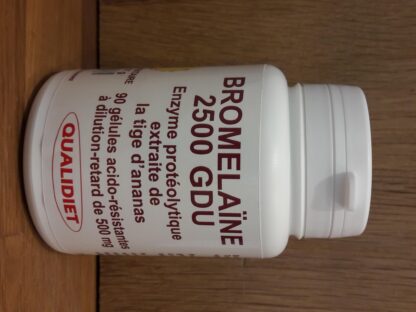 BROMELAÏNE
2500 GDU
Enzyme protéolytique
extraite de
la tige d'ananas
90 gélules acido-résistantes
à dilution-retard de 500 mg
QUALIDIET